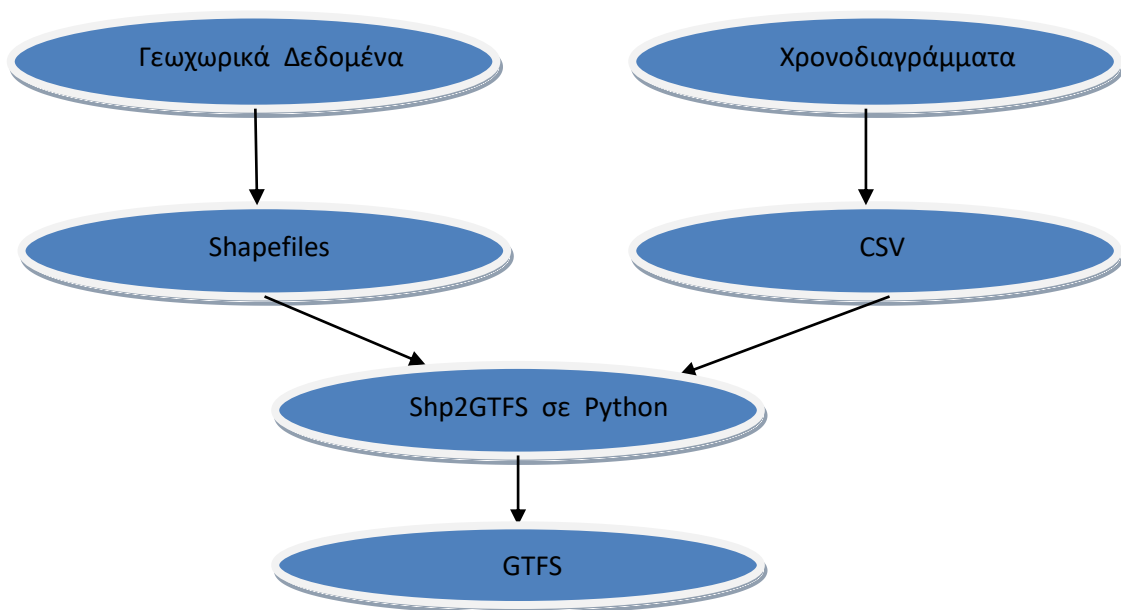 Γεωχωρικά Δεδομένα
Χρονοδιαγράμματα
Shapefiles
CSV
Shp2GTFS σε Python
GTFS